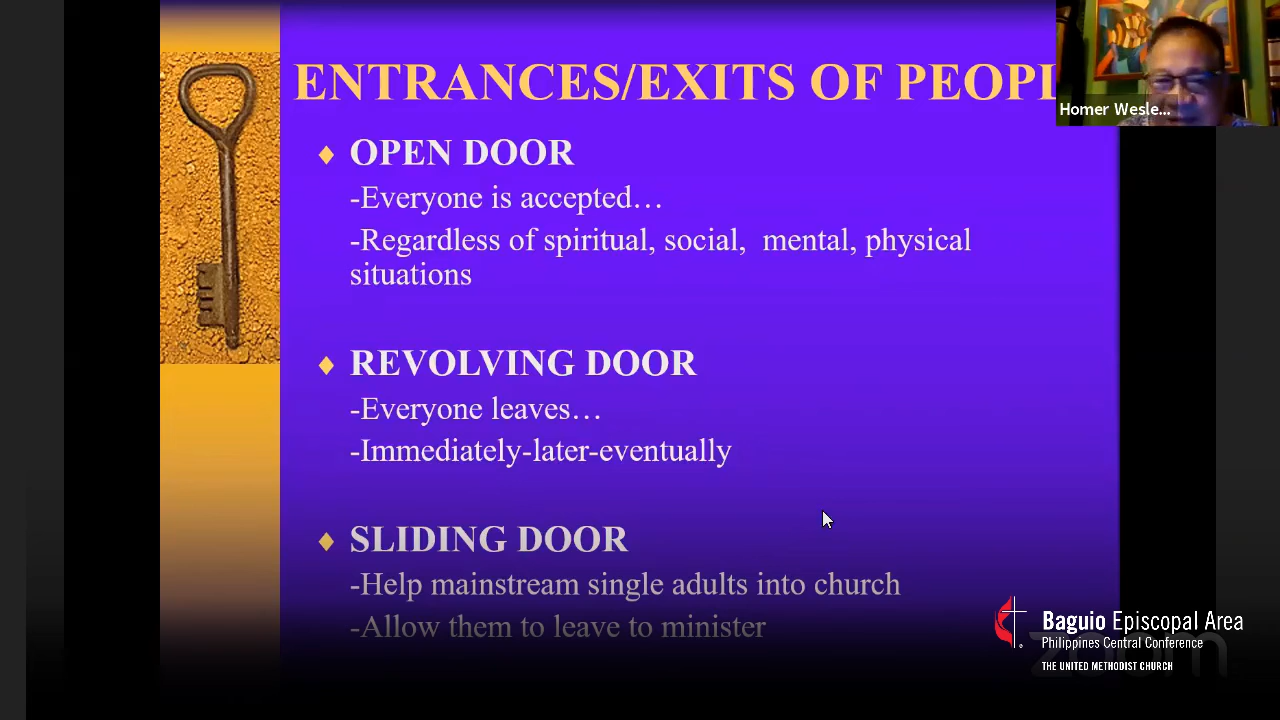 ENTRANCES/EXITS OF PEOPL
Homer Wesle...
OPEN DOOR
-Everyone is accepted…
-Regardless of spiritual, social,  mental, physical
situations
REVOLVING DOOR
-Everyone leaves…
-Immediately-later-eventually
SLIDING DOOR
-Help mainstream single adults into church
-Allow them to leave to minister
Baguio Episcopal Area
Philippines Central Conference
zoom
THE UNITED METHODIST CHURCH